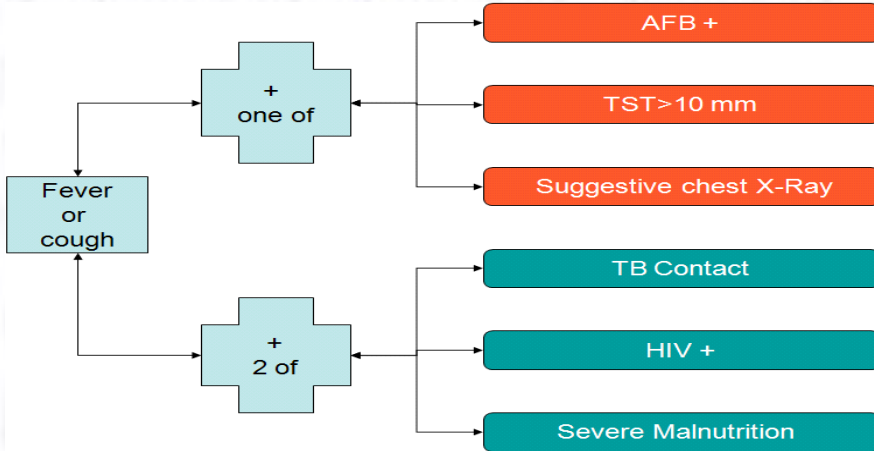 Fever
or
cough
+
one of
AFB +
TST>10 mm
Suggestive chest X-Ray
+
2 of
TB Contact
HIV +
Severe Malnutrition